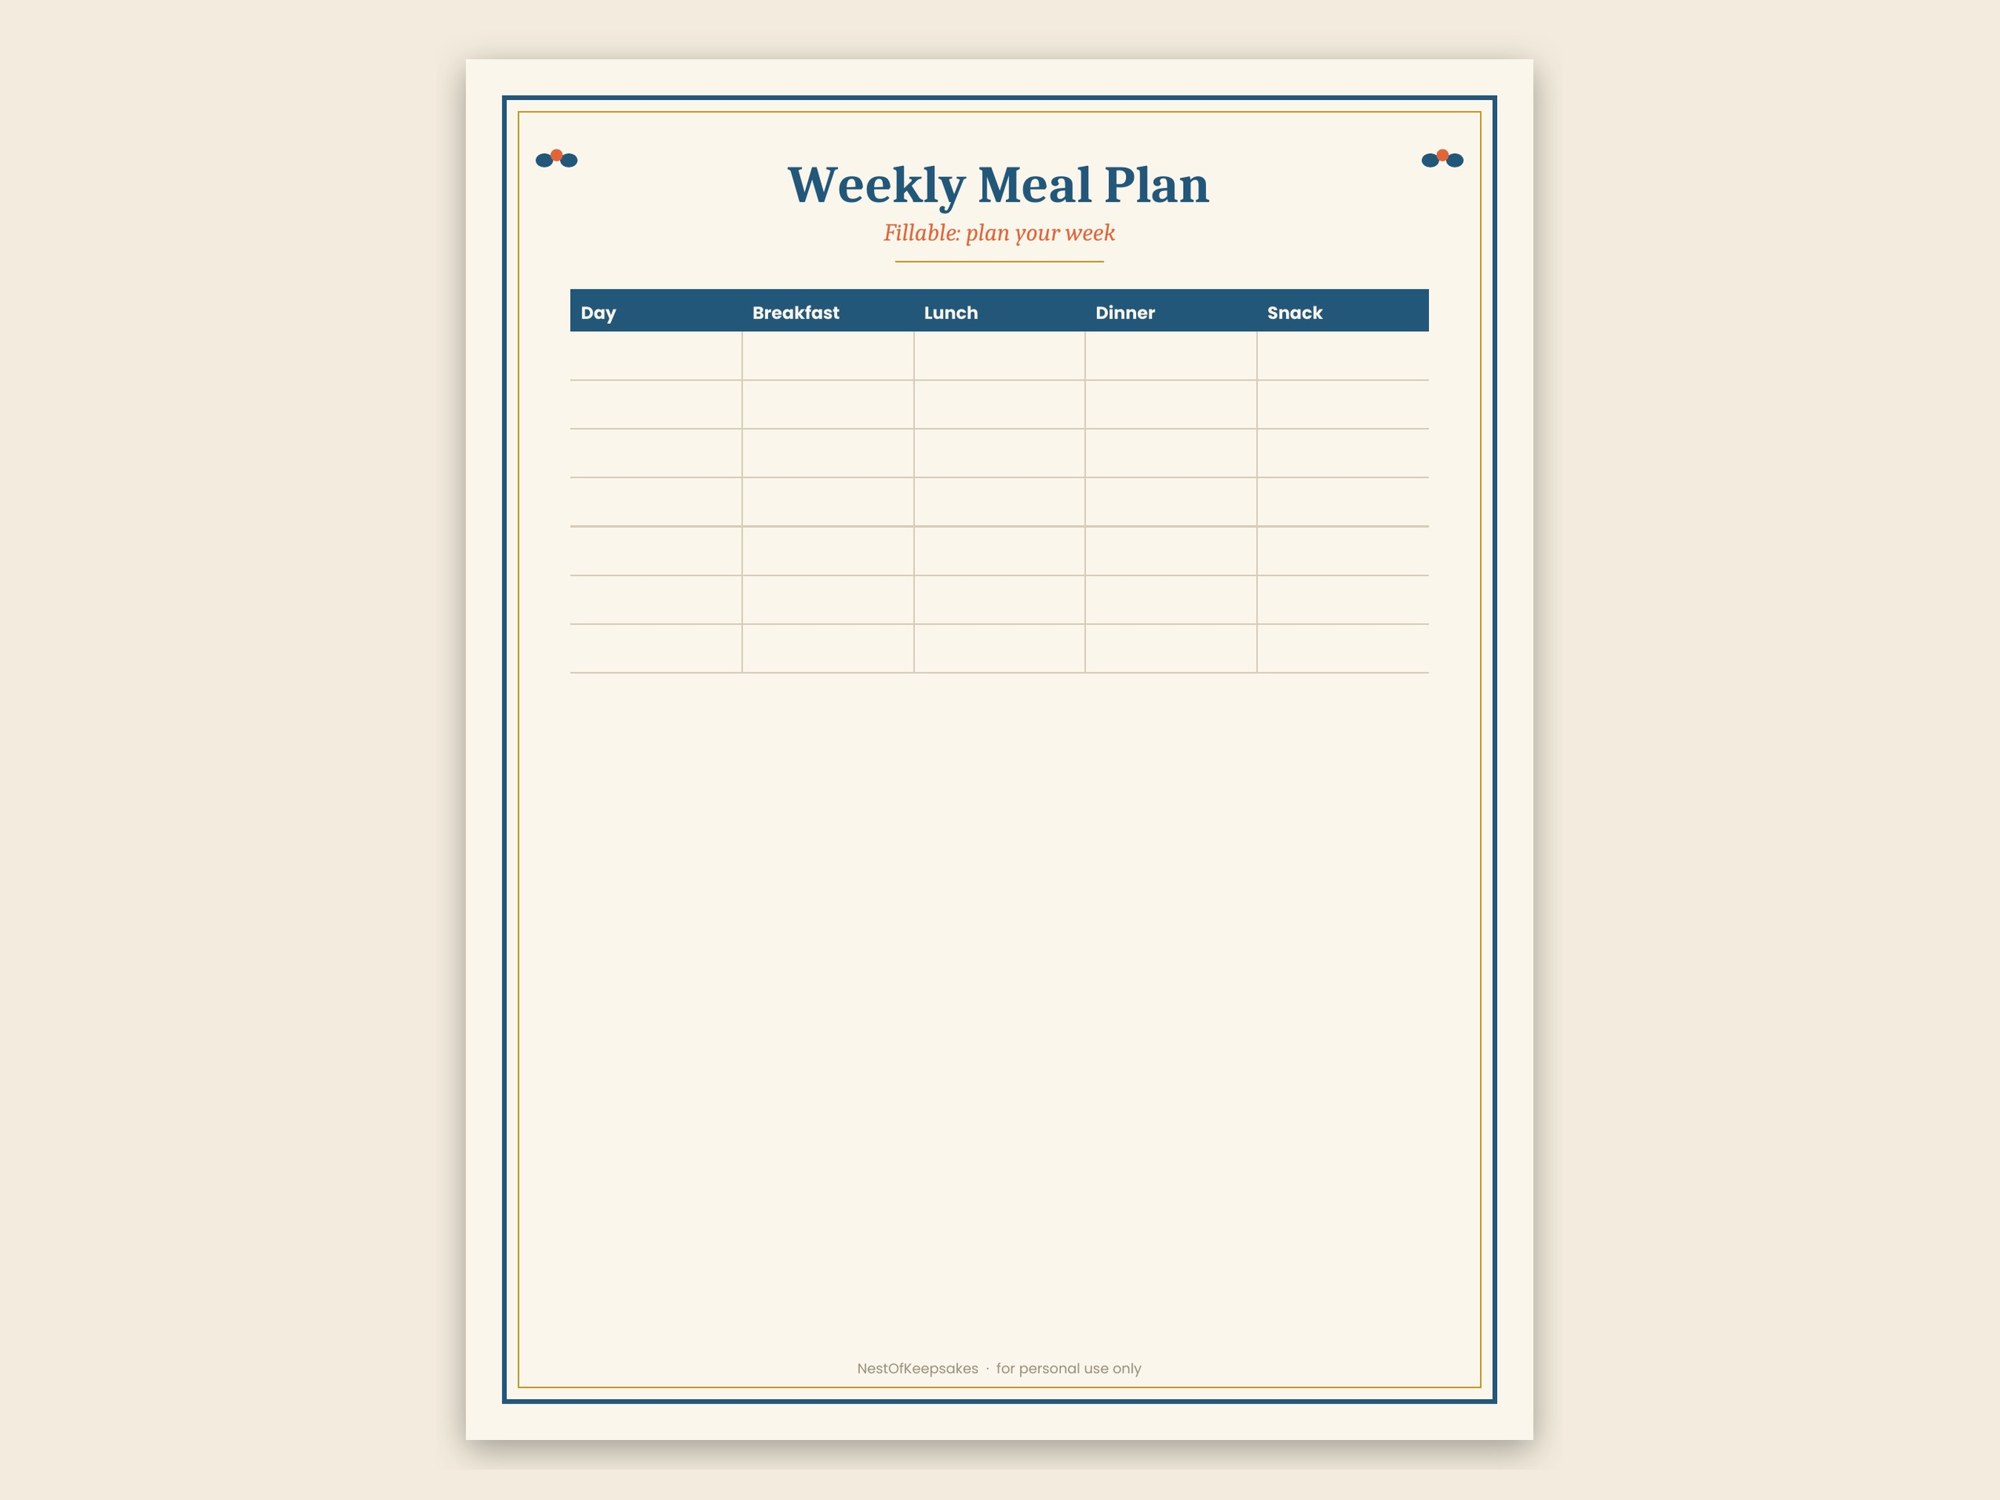 Weekly Meal Plan
Fillable: plan your week
Day Breakfast Lunch Dinner Snack
NestOfKeepsakes · for personal use only